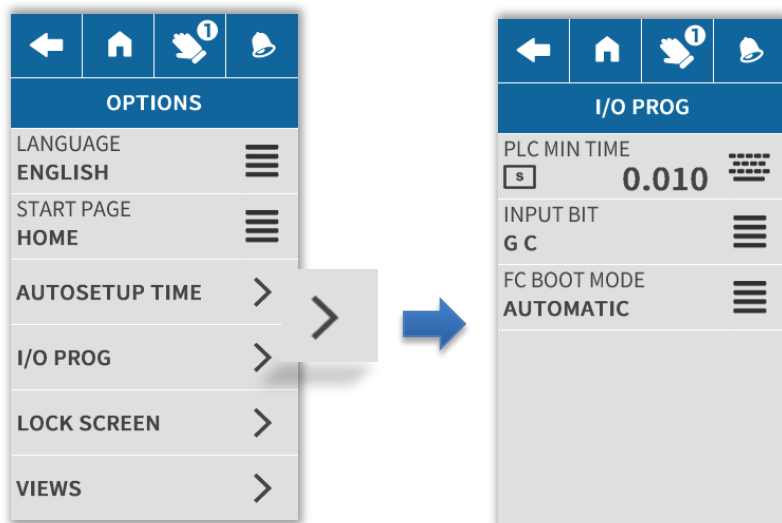 1
OPTIONS
LANGUAGE
ENGLISH
START PAGE
HOME
AUTOSETUP TIME
I/O PROG
LOCK SCREEN
VIEWS
1
I/O PROG
PLC MIN TIME
s 0.010
INPUT BIT
G C
FC BOOT MODE
AUTOMATIC